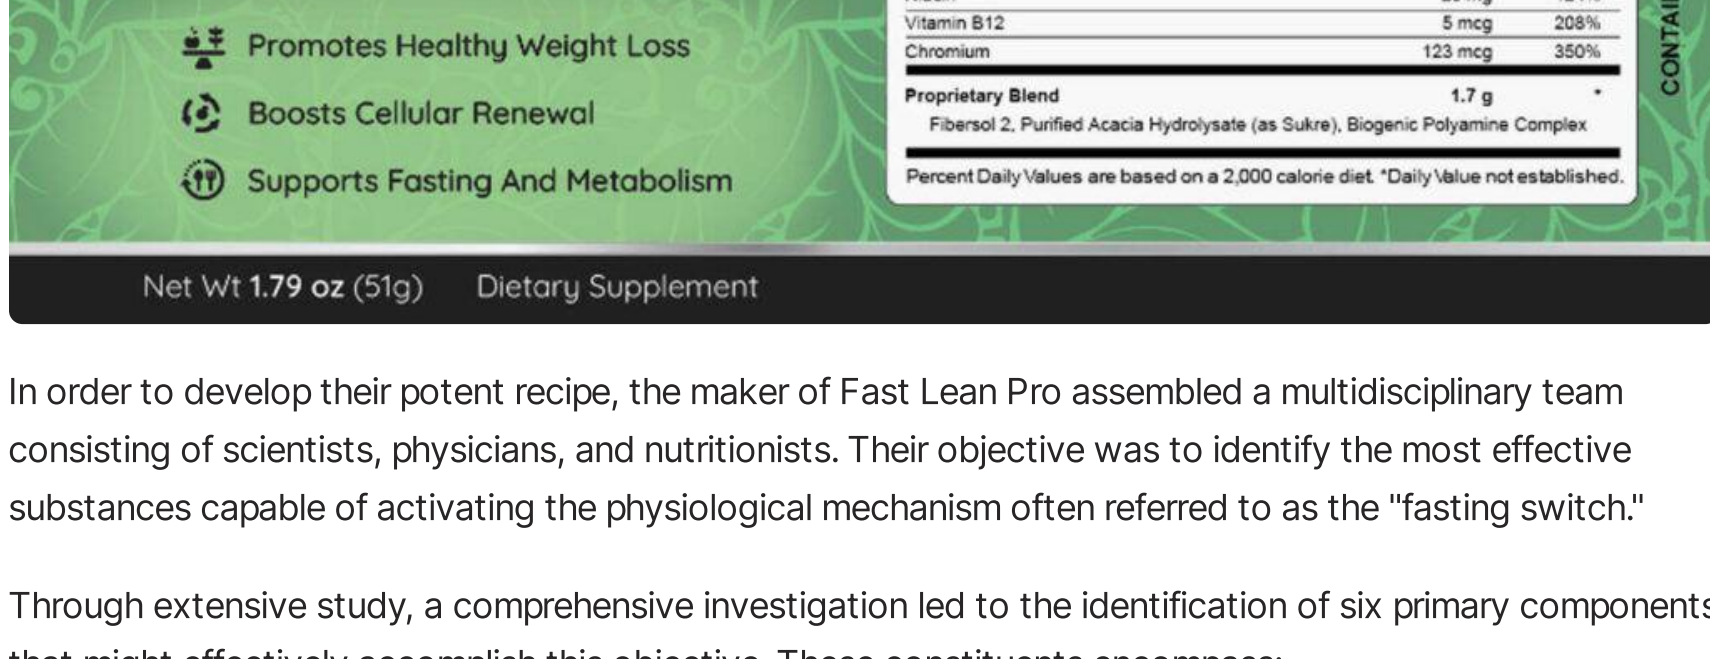 Promotes Healthy Weight Loss
Boosts Cellular Renewal
Supports Fasting And Metabolism
Vitamin B12 5 mcg 208%
Chromium 123 mcg 350%
Proprietary Blend 1.7 g *
Fibersol 2, Purified Acacia Hydrolysate (as Sukre), Biogenic Polyamine Complex
Percent Daily Values are based on a 2,000 calorie diet. *Daily Value not established.
Net Wt 1.79 oz (51g) Dietary Supplement
In order to develop their potent recipe, the maker of Fast Lean Pro assembled a multidisciplinary team
consisting of scientists, physicians, and nutritionists. Their objective was to identify the most effective
substances capable of activating the physiological mechanism often referred to as the "fasting switch."
Through extensive study, a comprehensive investigation led to the identification of six primary components